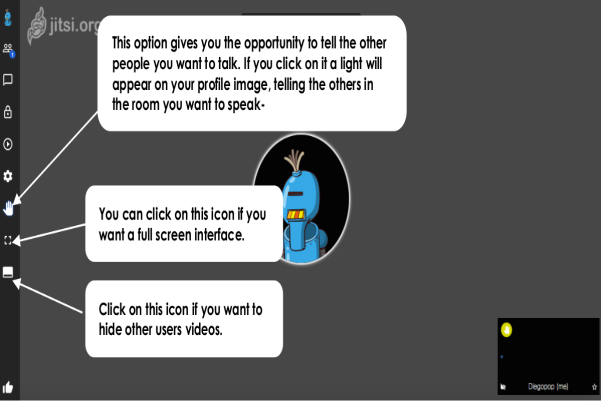 jitsi.org
This option gives you the opportunity to tell the other
people you want to talk. If you click on it a light will
appear on your profile image, telling the others in
the room you want to speak-
You can click on this icon if you
want a full screen interface.
Click on this icon if you want to
hide other users videos.
Diegopop (me)